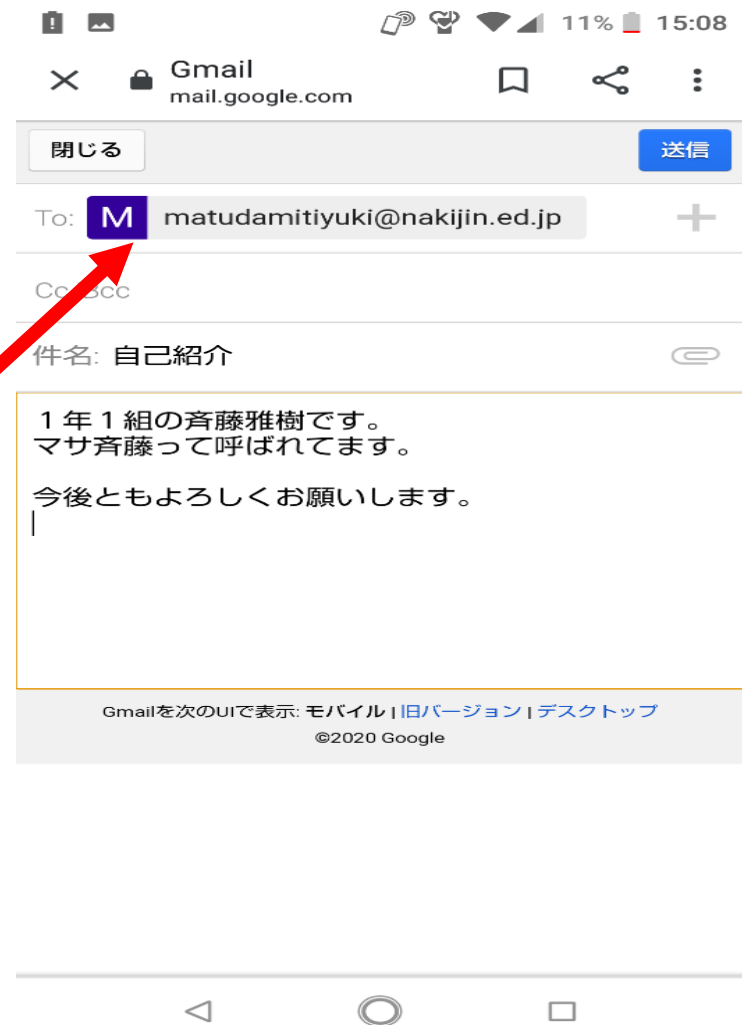 11% 15:08
Gmail
mail.google.com
閉じる 送信
To: M matudamitiyuki@nakijin.ed.jp
Cc Bcc
件名: 自己紹介
１年１組の斉藤雅樹です。
マサ斉藤って呼ばれてます。
今後ともよろしくお願いします。
Gmailを次のUIで表示: モバイル | 旧バージョン | デスクトップ
©2020 Google